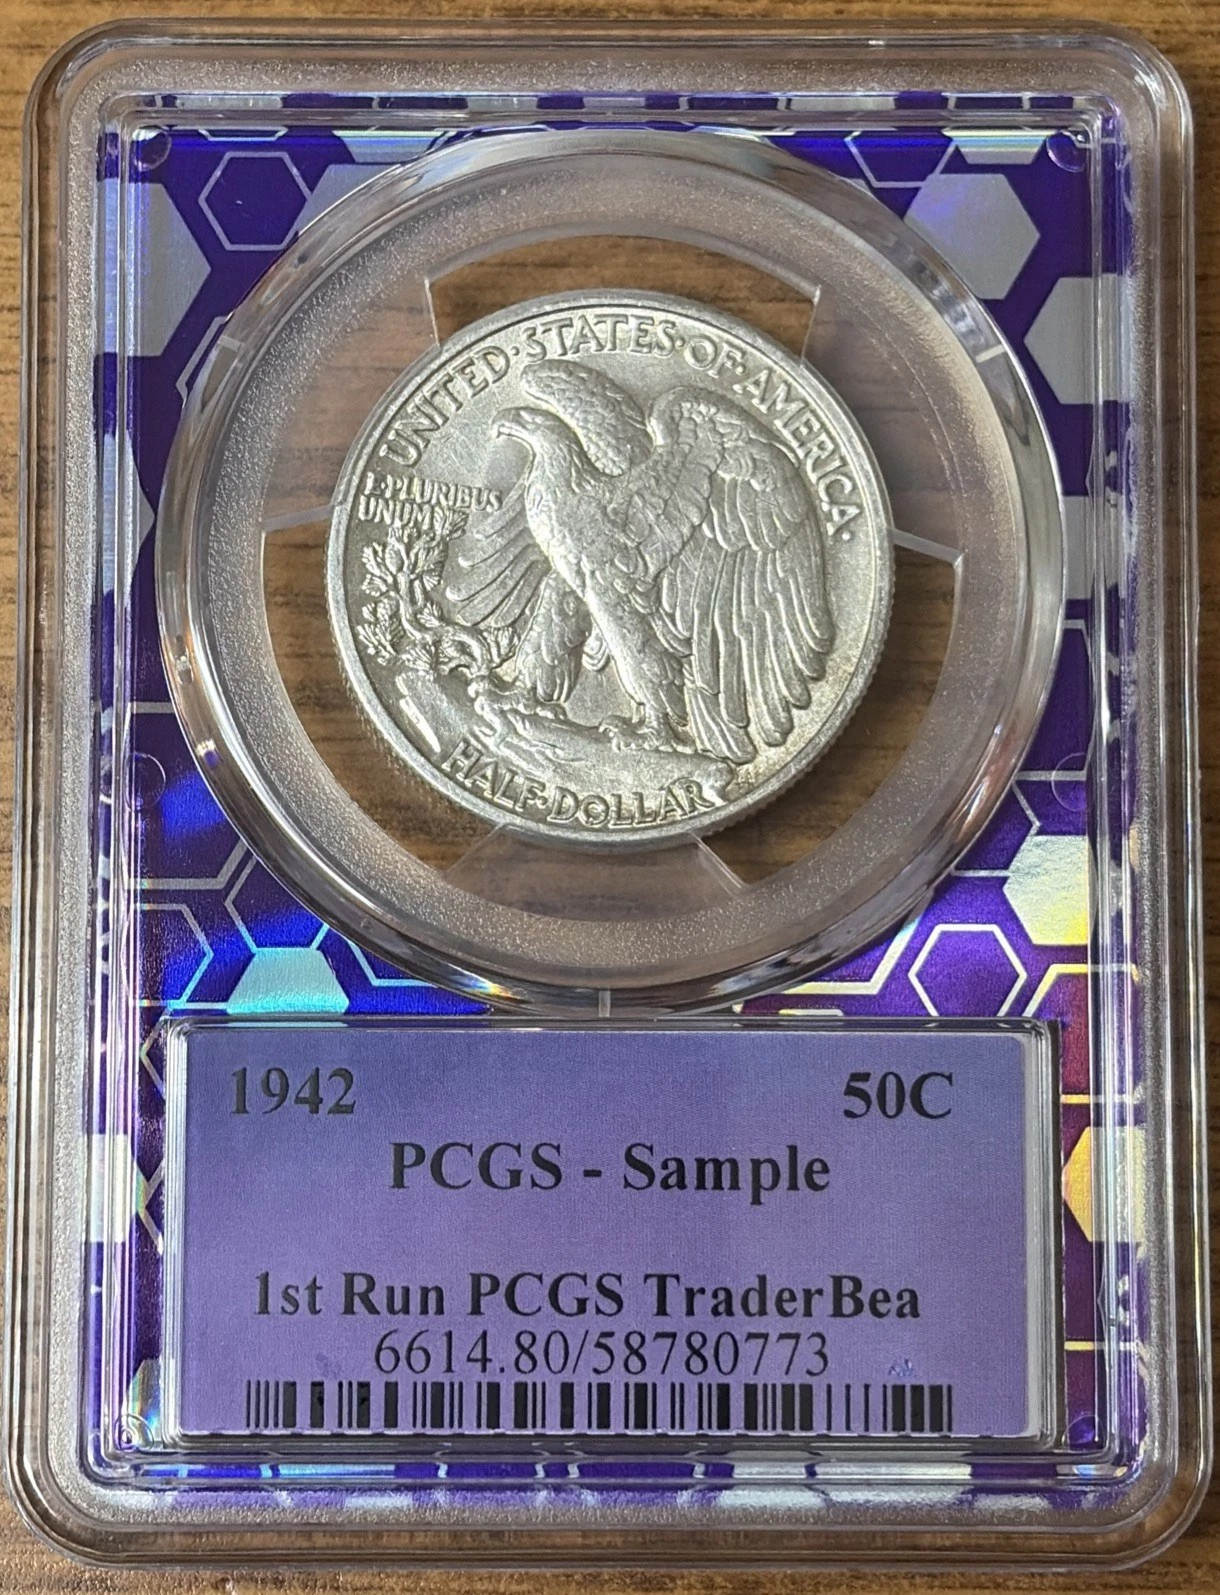 UNITED·STATES·OF·AMERICA·
E·PLURIBUS
UNUM
HALF·DOLLAR
1942 50C
PCGS - Sample
1st Run PCGS TraderBea
6614.80/58780773